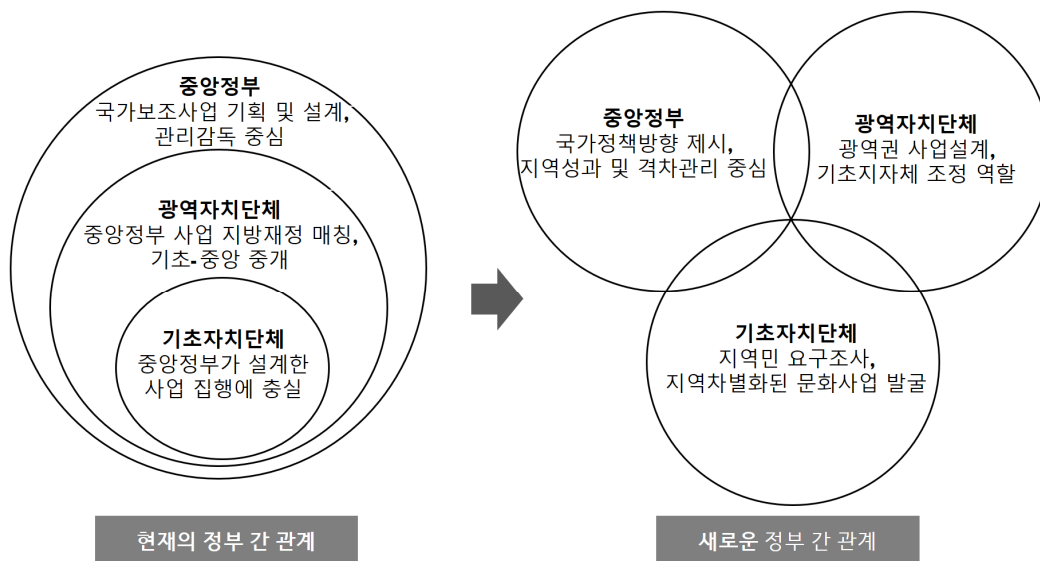 중앙정부
국가보조사업 기획 및 설계,
관리감독 중심
광역자치단체
중앙정부 사업 지방재정 매칭,
기초-중앙 중개
기초자치단체
중앙정부가 설계한
사업 집행에 충실
현재의 정부 간 관계
중앙정부
국가정책방향 제시,
지역성과 및 격차관리 중심
광역자치단체
광역권 사업설계,
기초지자체 조정 역할
기초자치단체
지역민 요구조사,
지역차별화된 문화사업 발굴
새로운 정부 간 관계